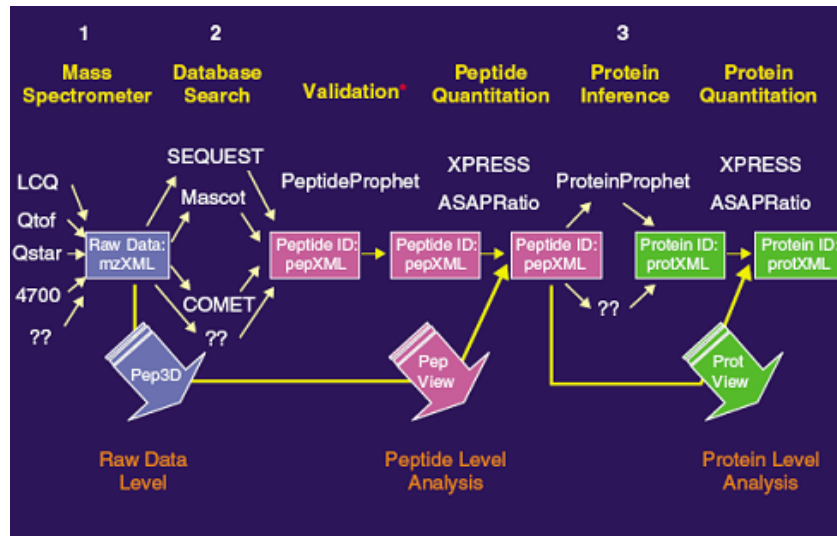 1
2
3
Mass
Spectrometer
Database
Search
Validation*
Peptide
Quantitation
Protein
Inference
Protein
Quantitation
LCQ
Qtof
Qstar
4700
??
Raw Data:
mzXML
SEQUEST
Mascot
COMET
??
PeptideProphet
Peptide ID:
pepXML
XPRESS
ASAPRatio
Peptide ID:
pepXML
Peptide ID:
pepXML
ProteinProphet
??
Protein ID:
protXML
XPRESS
ASAPRatio
Protein ID:
protXML
Pep3D
Pep
View
Prot
View
Raw Data
Level
Peptide Level
Analysis
Protein Level
Analysis